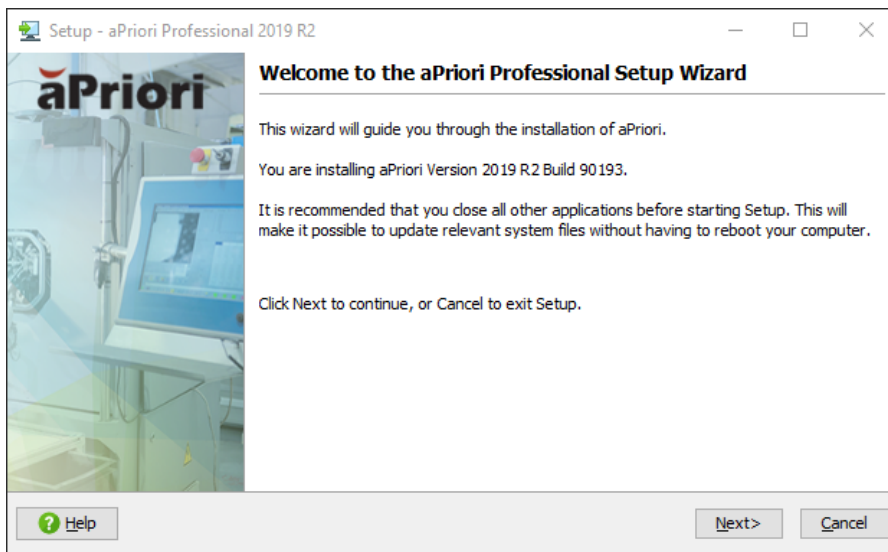 Setup - aPriori Professional 2019 R2
aPriori
Welcome to the aPriori Professional Setup Wizard
This wizard will guide you through the installation of aPriori.
You are installing aPriori Version 2019 R2 Build 90193.
It is recommended that you close all other applications before starting Setup. This will
make it possible to update relevant system files without having to reboot your computer.
Click Next to continue, or Cancel to exit Setup.
Help
Next>
Cancel